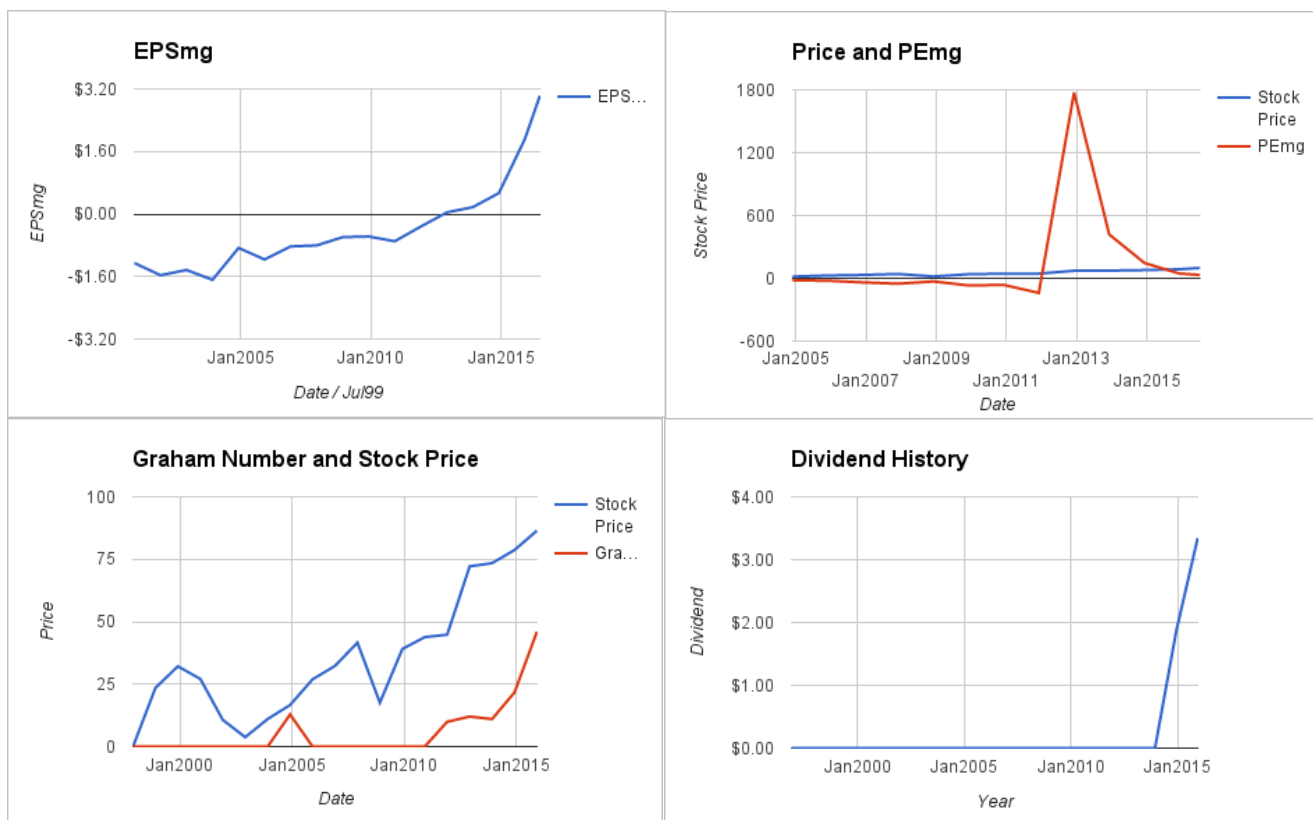 EPSmg
$3.20
$1.60
$0.00
-$1.60
-$3.20
EPSmg
Jan2005
Jan2010
Jan2015
Date / Jul99
EPS…
Price and PEmg
1800
1200
600
0
-600
Stock Price
Jan2005
Jan2009
Jan2013
Jan2007
Jan2011
Jan2015
Date
Stock
Price
PEmg
Graham Number and Stock Price
100
75
50
25
0
Price
Jan2000
Jan2005
Jan2010
Jan2015
Date
Stock
Price
Gra…
Dividend History
$4.00
$3.00
$2.00
$1.00
$0.00
Dividend
Jan2000
Jan2005
Jan2010
Jan2015
Year